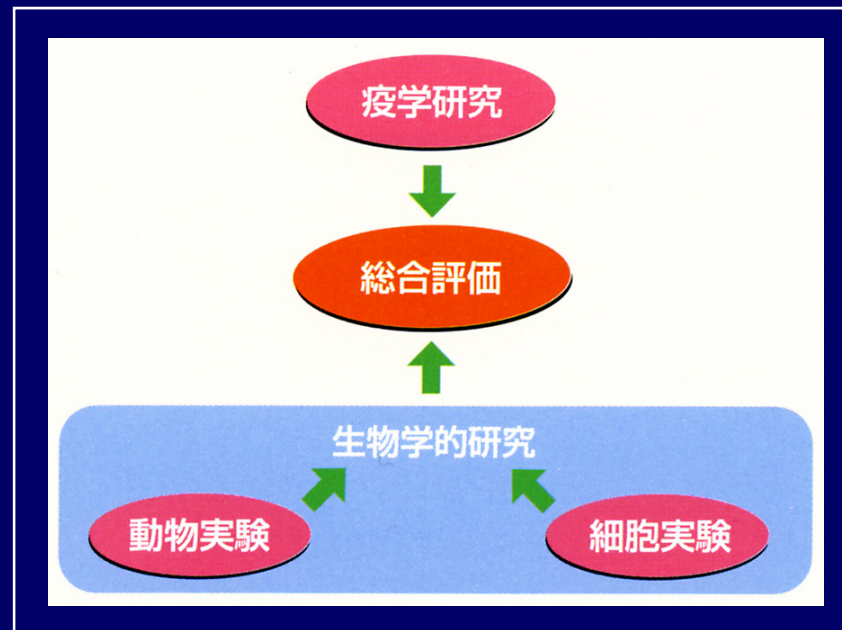 疫学研究
総合評価
生物学的研究
動物実験
細胞実験